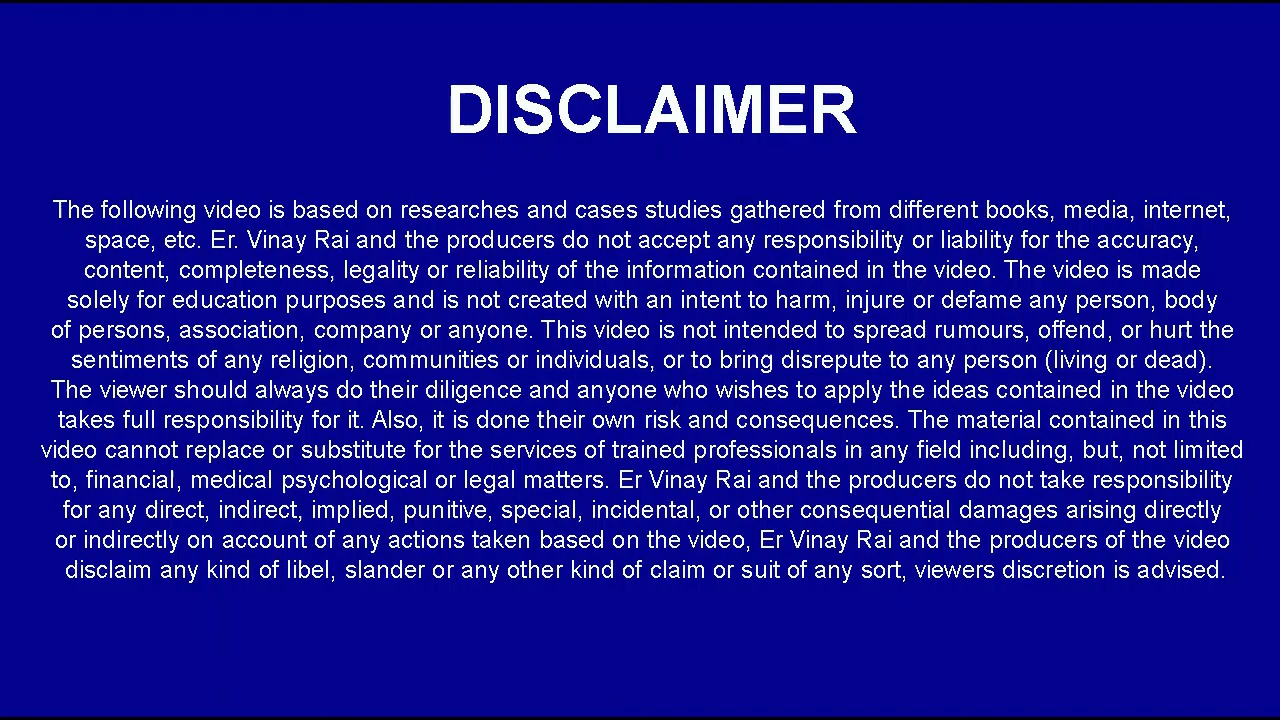 DISCLAIMER
The following video is based on researches and cases studies gathered from different books, media, internet,
space, etc. Er. Vinay Rai and the producers do not accept any responsibility or liability for the accuracy,
content, completeness, legality or reliability of the information contained in the video. The video is made
solely for education purposes and is not created with an intent to harm, injure or defame any person, body
of persons, association, company or anyone. This video is not intended to spread rumours, offend, or hurt the
sentiments of any religion, communities or individuals, or to bring disrepute to any person (living or dead).
The viewer should always do their diligence and anyone who wishes to apply the ideas contained in the video
takes full responsibility for it. Also, it is done their own risk and consequences. The material contained in this
video cannot replace or substitute for the services of trained professionals in any field including, but, not limited
to, financial, medical psychological or legal matters. Er Vinay Rai and the producers do not take responsibility
for any direct, indirect, implied, punitive, special, incidental, or other consequential damages arising directly
or indirectly on account of any actions taken based on the video, Er Vinay Rai and the producers of the video
disclaim any kind of libel, slander or any other kind of claim or suit of any sort, viewers discretion is advised.